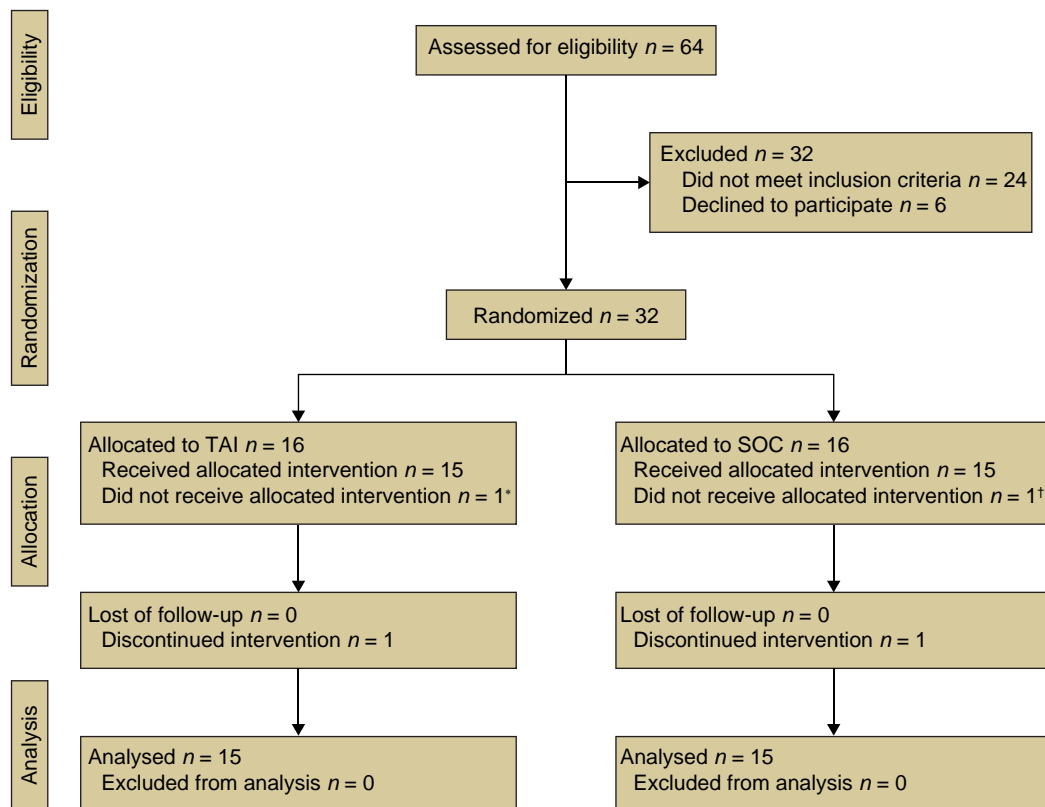 Eligibility
Assessed for eligibility n = 64
Excluded n = 32
Did not meet inclusion criteria n = 24
Declined to participate n = 6
Randomization
Randomized n = 32
Allocation
Allocated to TAI n = 16
Received allocated intervention n = 15
Did not receive allocated intervention n = 1*
Allocated to SOC n = 16
Received allocated intervention n = 15
Did not receive allocated intervention n = 1†
Lost of follow-up n = 0
Discontinued intervention n = 1
Lost of follow-up n = 0
Discontinued intervention n = 1
Analysis
Analysed n = 15
Excluded from analysis n = 0
Analysed n = 15
Excluded from analysis n = 0